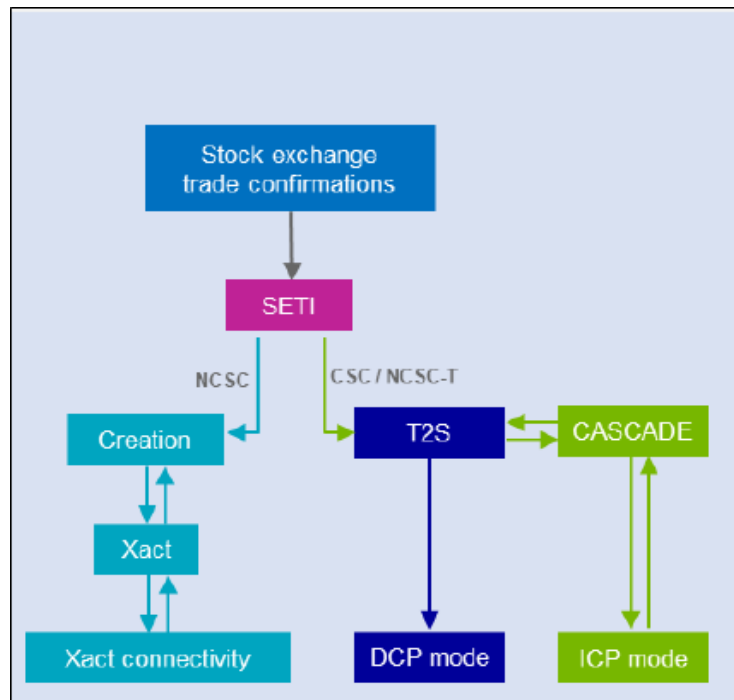 Stock exchange
trade confirmations
SETI
NCSC
CSC / NCSC-T
Creation
T2S
CASCADE
Xact
Xact connectivity
DCP mode
ICP mode